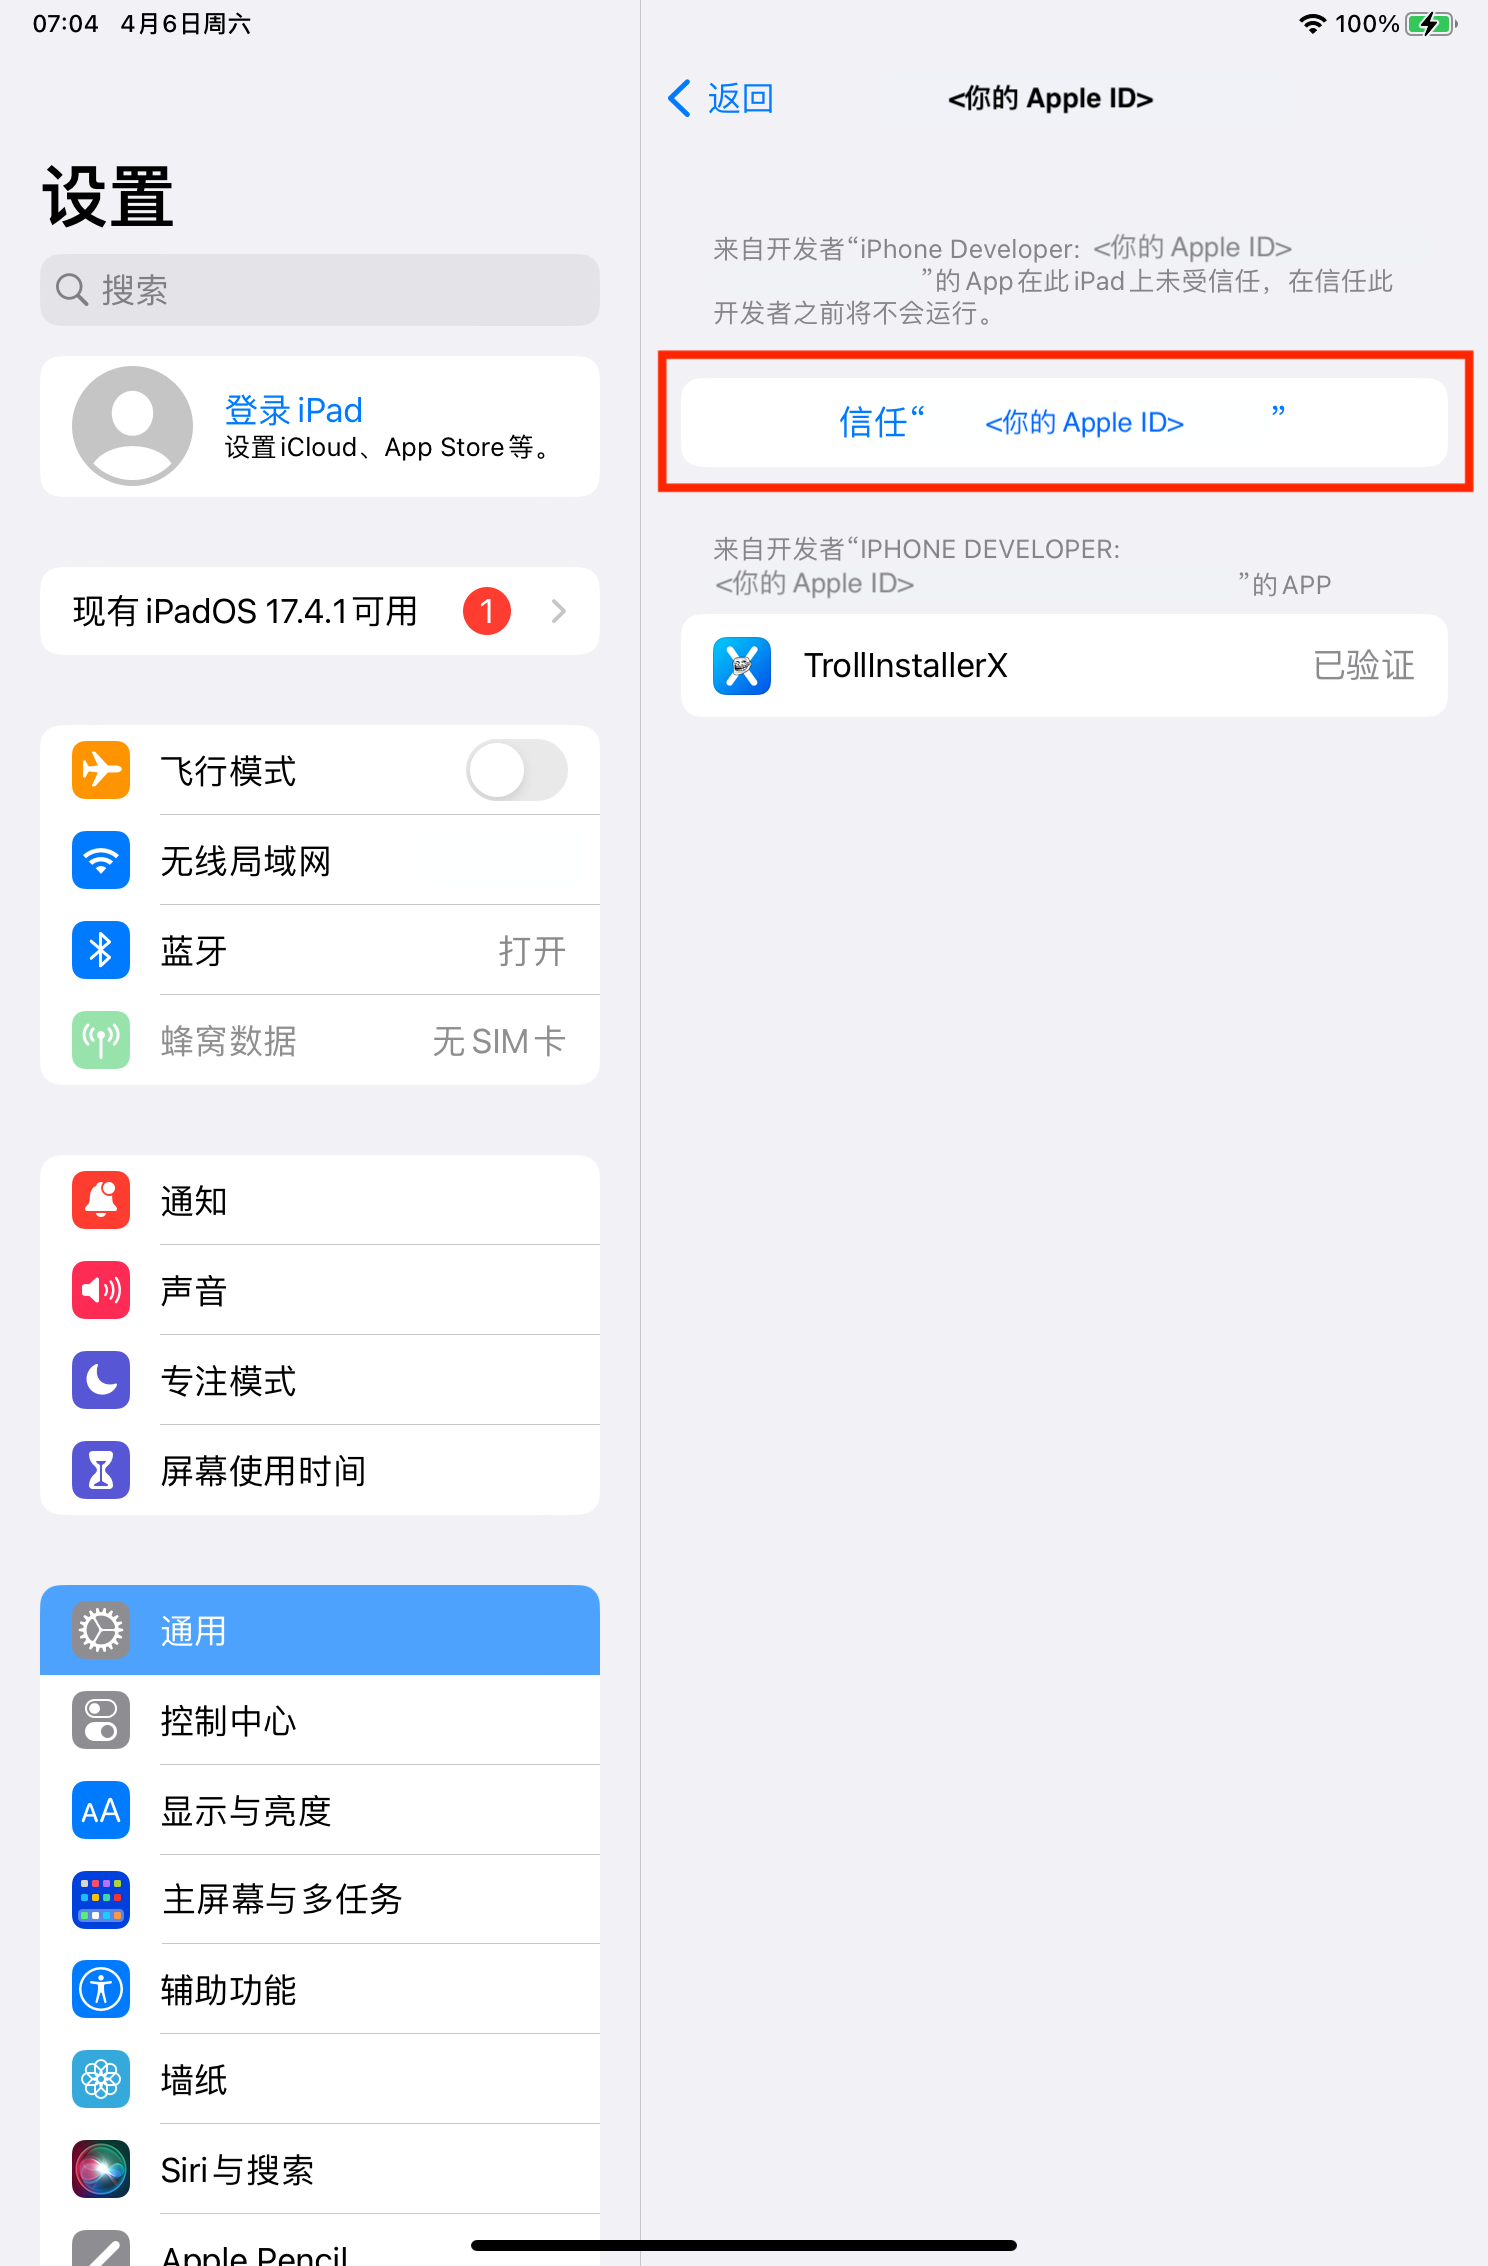 07:04 4月6日周六
100%
设置
搜索
登录 iPad
设置 iCloud、App Store 等。
现有 iPadOS 17.4.1 可用 1
飞行模式
无线局域网
蓝牙 打开
蜂窝数据 无 SIM 卡
通知
声音
专注模式
屏幕使用时间
通用
控制中心
AA 显示与亮度
主屏幕与多任务
辅助功能
墙纸
Siri 与搜索
Apple Pencil
返回 <你的 Apple ID>
来自开发者“iPhone Developer: <你的 Apple ID>
”的 App 在此 iPad 上未受信任，在信任此
开发者之前将不会运行。
信任“ <你的 Apple ID> ”
来自开发者“IPHONE DEVELOPER:
<你的 Apple ID> ”的 APP
TrollInstallerX 已验证